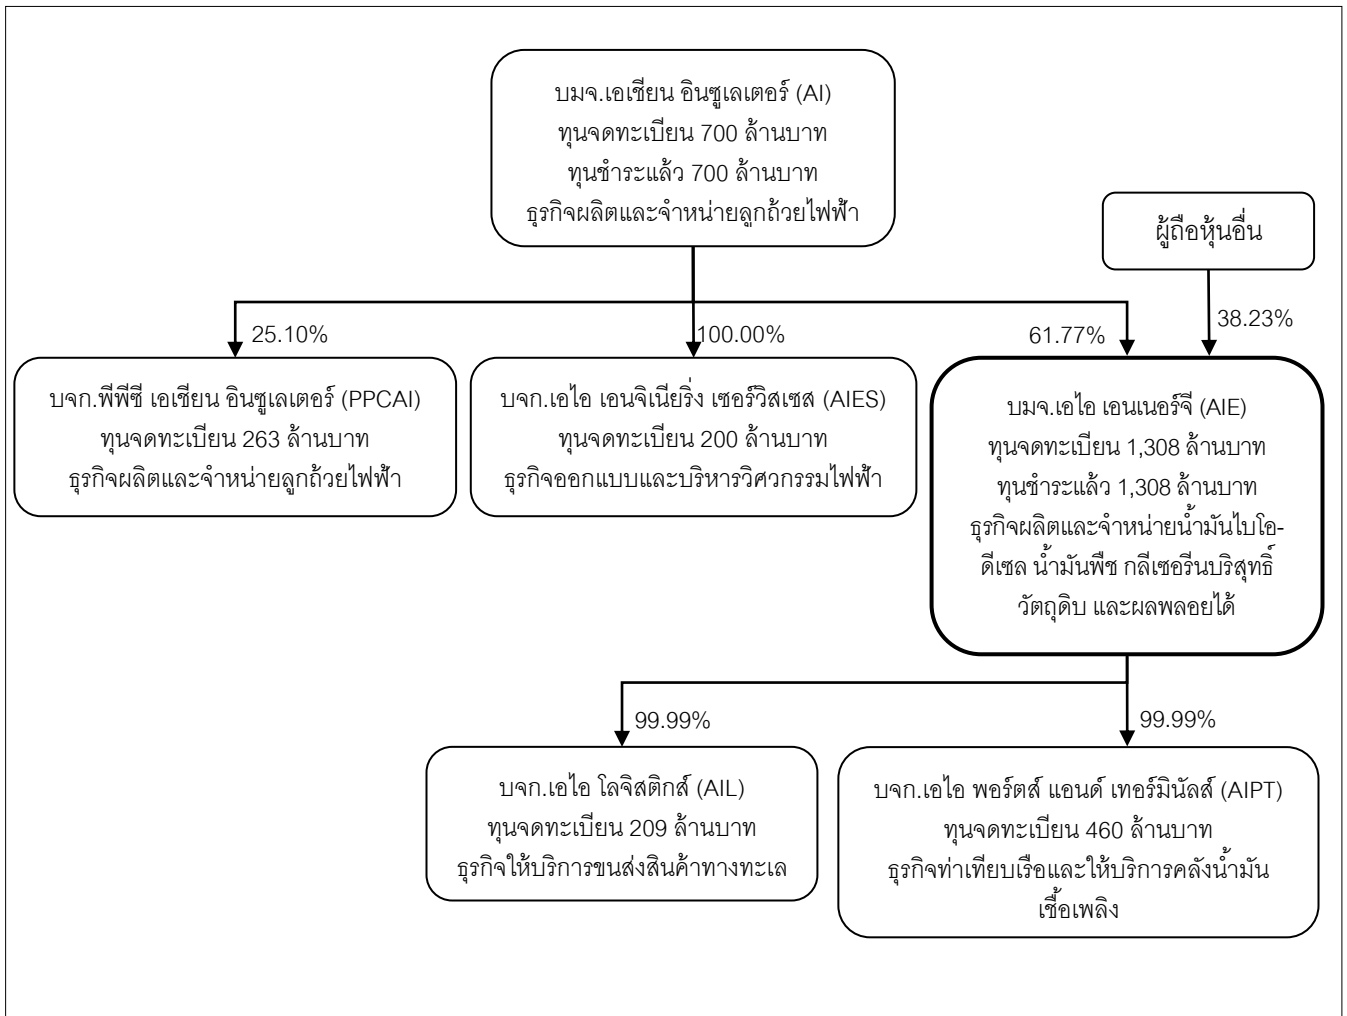 บมจ.เอเชียน อินซูเลเตอร์ (AI)
ทุนจดทะเบียน 700 ล้านบาท
ทุนชำระแล้ว 700 ล้านบาท
ธุรกิจผลิตและจำหน่ายลูกถ้วยไฟฟ้า
ผู้ถือหุ้นอื่น
25.10%
100.00%
61.77%
38.23%
บจก.พีพีซี เอเชียน อินซูเลเตอร์ (PPCAI)
ทุนจดทะเบียน 263 ล้านบาท
ธุรกิจผลิตและจำหน่ายลูกถ้วยไฟฟ้า
บจก.เอไอ เอนจิเนียริ่ง เซอร์วิสเซส (AIES)
ทุนจดทะเบียน 200 ล้านบาท
ธุรกิจออกแบบและบริหารวิศวกรรมไฟฟ้า
บมจ.เอไอ เอนเนอร์จี (AIE)
ทุนจดทะเบียน 1,308 ล้านบาท
ทุนชำระแล้ว 1,308 ล้านบาท
ธุรกิจผลิตและจำหน่ายน้ำมันไบโอ-
ดีเซล น้ำมันพืช กลีเซอรีนบริสุทธิ์
วัตถุดิบ และผลพลอยได้
99.99%
99.99%
บจก.เอไอ โลจิสติกส์ (AIL)
ทุนจดทะเบียน 209 ล้านบาท
ธุรกิจให้บริการขนส่งสินค้าทางทะเล
บจก.เอไอ พอร์ตส์ แอนด์ เทอร์มินัลส์ (AIPT)
ทุนจดทะเบียน 460 ล้านบาท
ธุรกิจท่าเทียบเรือและให้บริการคลังน้ำมัน
เชื้อเพลิง